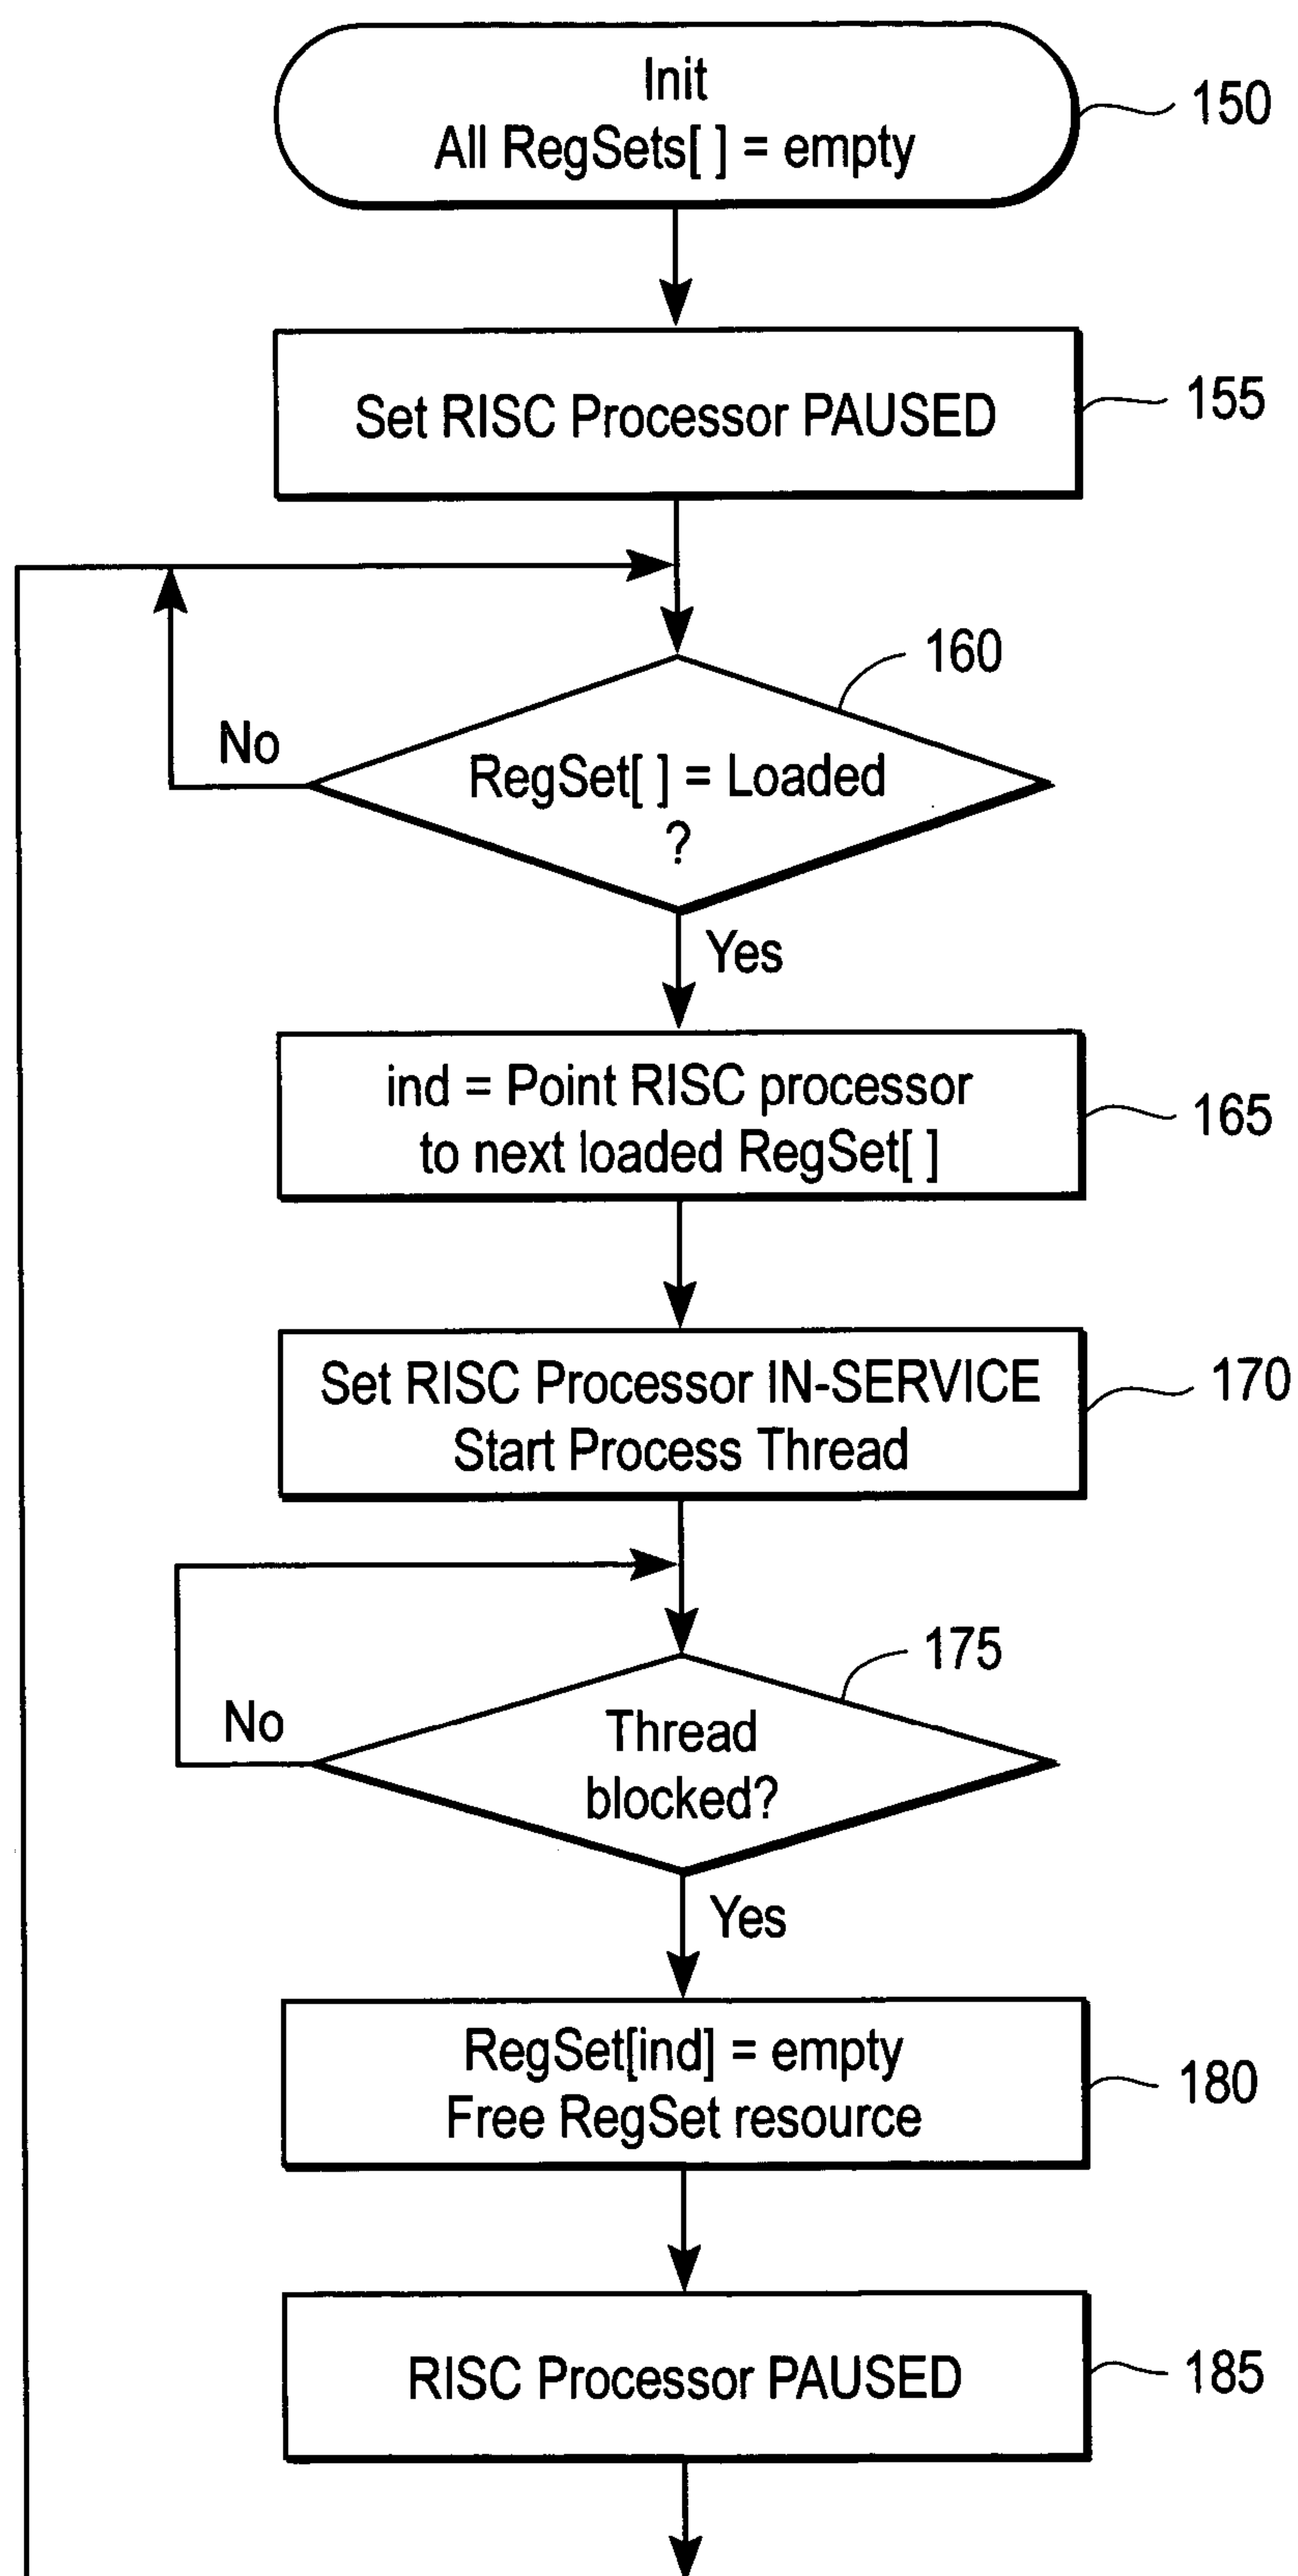 Init
All RegSets[ ] = empty
150
Set RISC Processor PAUSED
155
160
No
RegSet[ ] = Loaded
?
Yes
ind = Point RISC processor
to next loaded RegSet[ ]
165
Set RISC Processor IN-SERVICE
Start Process Thread
170
175
No
Thread
blocked?
Yes
RegSet[ind] = empty
Free RegSet resource
180
RISC Processor PAUSED
185